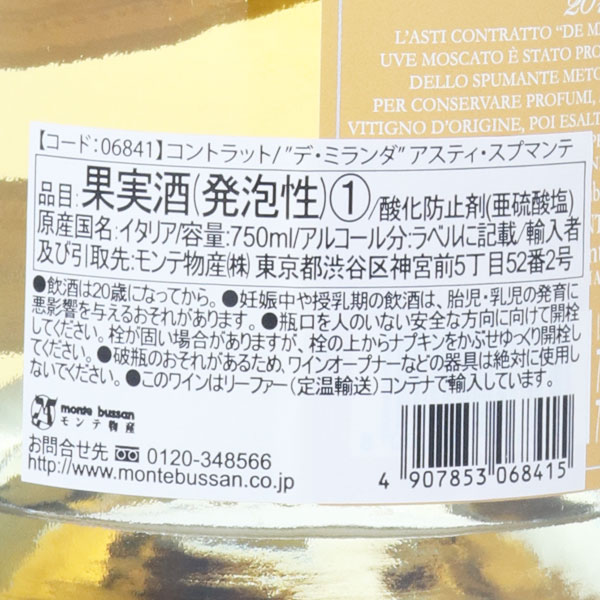 201
L'ASTI CONTRATTO "DE M
UVE MOSCATO È STATO PRO
DELLO SPUMANTE METO
PER CONSERVARE PROFUMI,
VITIGNO D'ORIGINE, POI ESALT
【コード:06841】コントラット/"デ・ミランダ" アスティ・スプマンテ
品目:果実酒(発泡性)①/酸化防止剤(亜硫酸塩)
原産国名:イタリア/容量:750ml/アルコール分:ラベルに記載/輸入者
及び引取先:モンテ物産(株) 東京都渋谷区神宮前5丁目52番2号
●飲酒は20歳になってから。●妊娠中や授乳期の飲酒は、胎児・乳児の発育に
悪影響を与えるおそれがあります。●瓶口を人のいない安全な方向に向けて開栓
してください。栓が固い場合がありますが、栓の上からナプキンをかぶせゆっくり開栓
してください。●破瓶のおそれがあるため、ワインオープナーなどの器具は絶対に使用し
ないでください。●このワインはリーファー(定温輸送)コンテナで輸入しています。
monte bussan
モンテ物産
お問合せ先 0120-348566
http://www.montebussan.co.jp
4 907853 068415